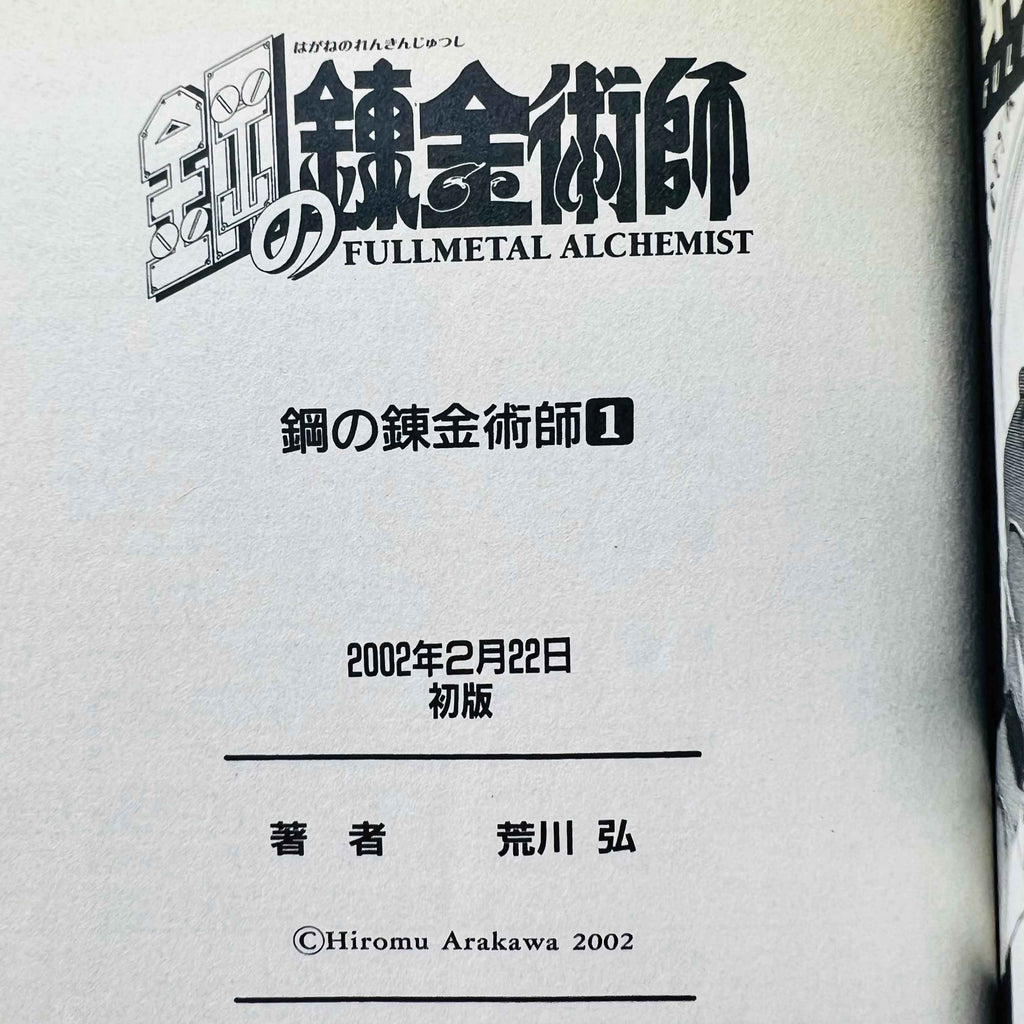 はがねのれんきんじゅつし
鋼の錬金術師
FULLMETAL ALCHEMIST
鋼の錬金術師1
2002年2月22日
初版
著 者 荒川 弘
©Hiromu Arakawa 2002